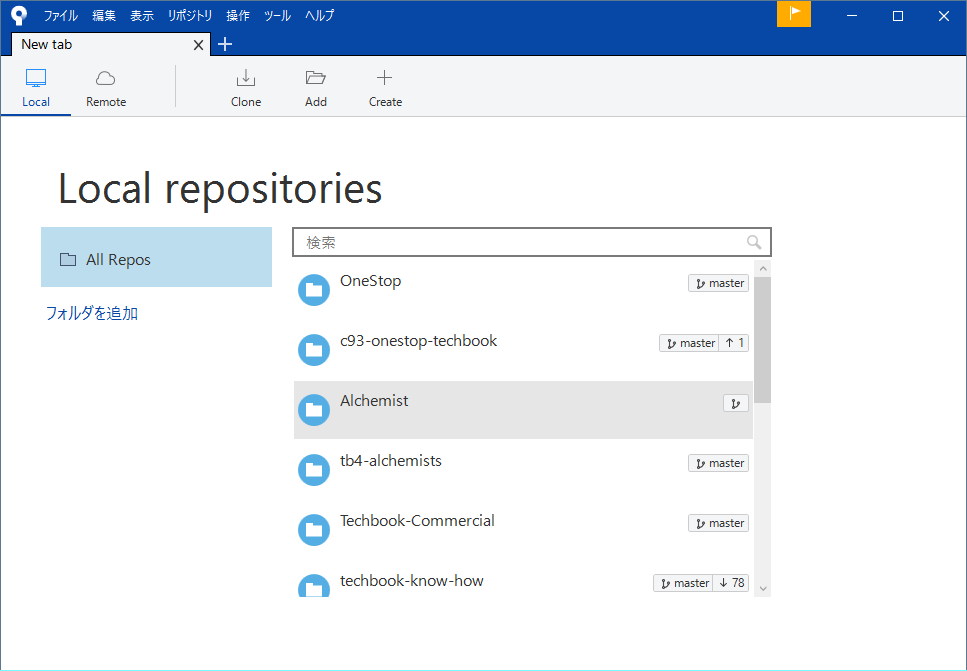 ファイル 編集 表示 リポジトリ 操作 ツール ヘルプ
New tab
Local Remote Clone Add Create
Local repositories
All Repos
フォルダを追加
検索
OneStop master
c93-onestop-techbook master 1
Alchemist
tb4-alchemists master
Techbook-Commercial master
techbook-know-how master 78